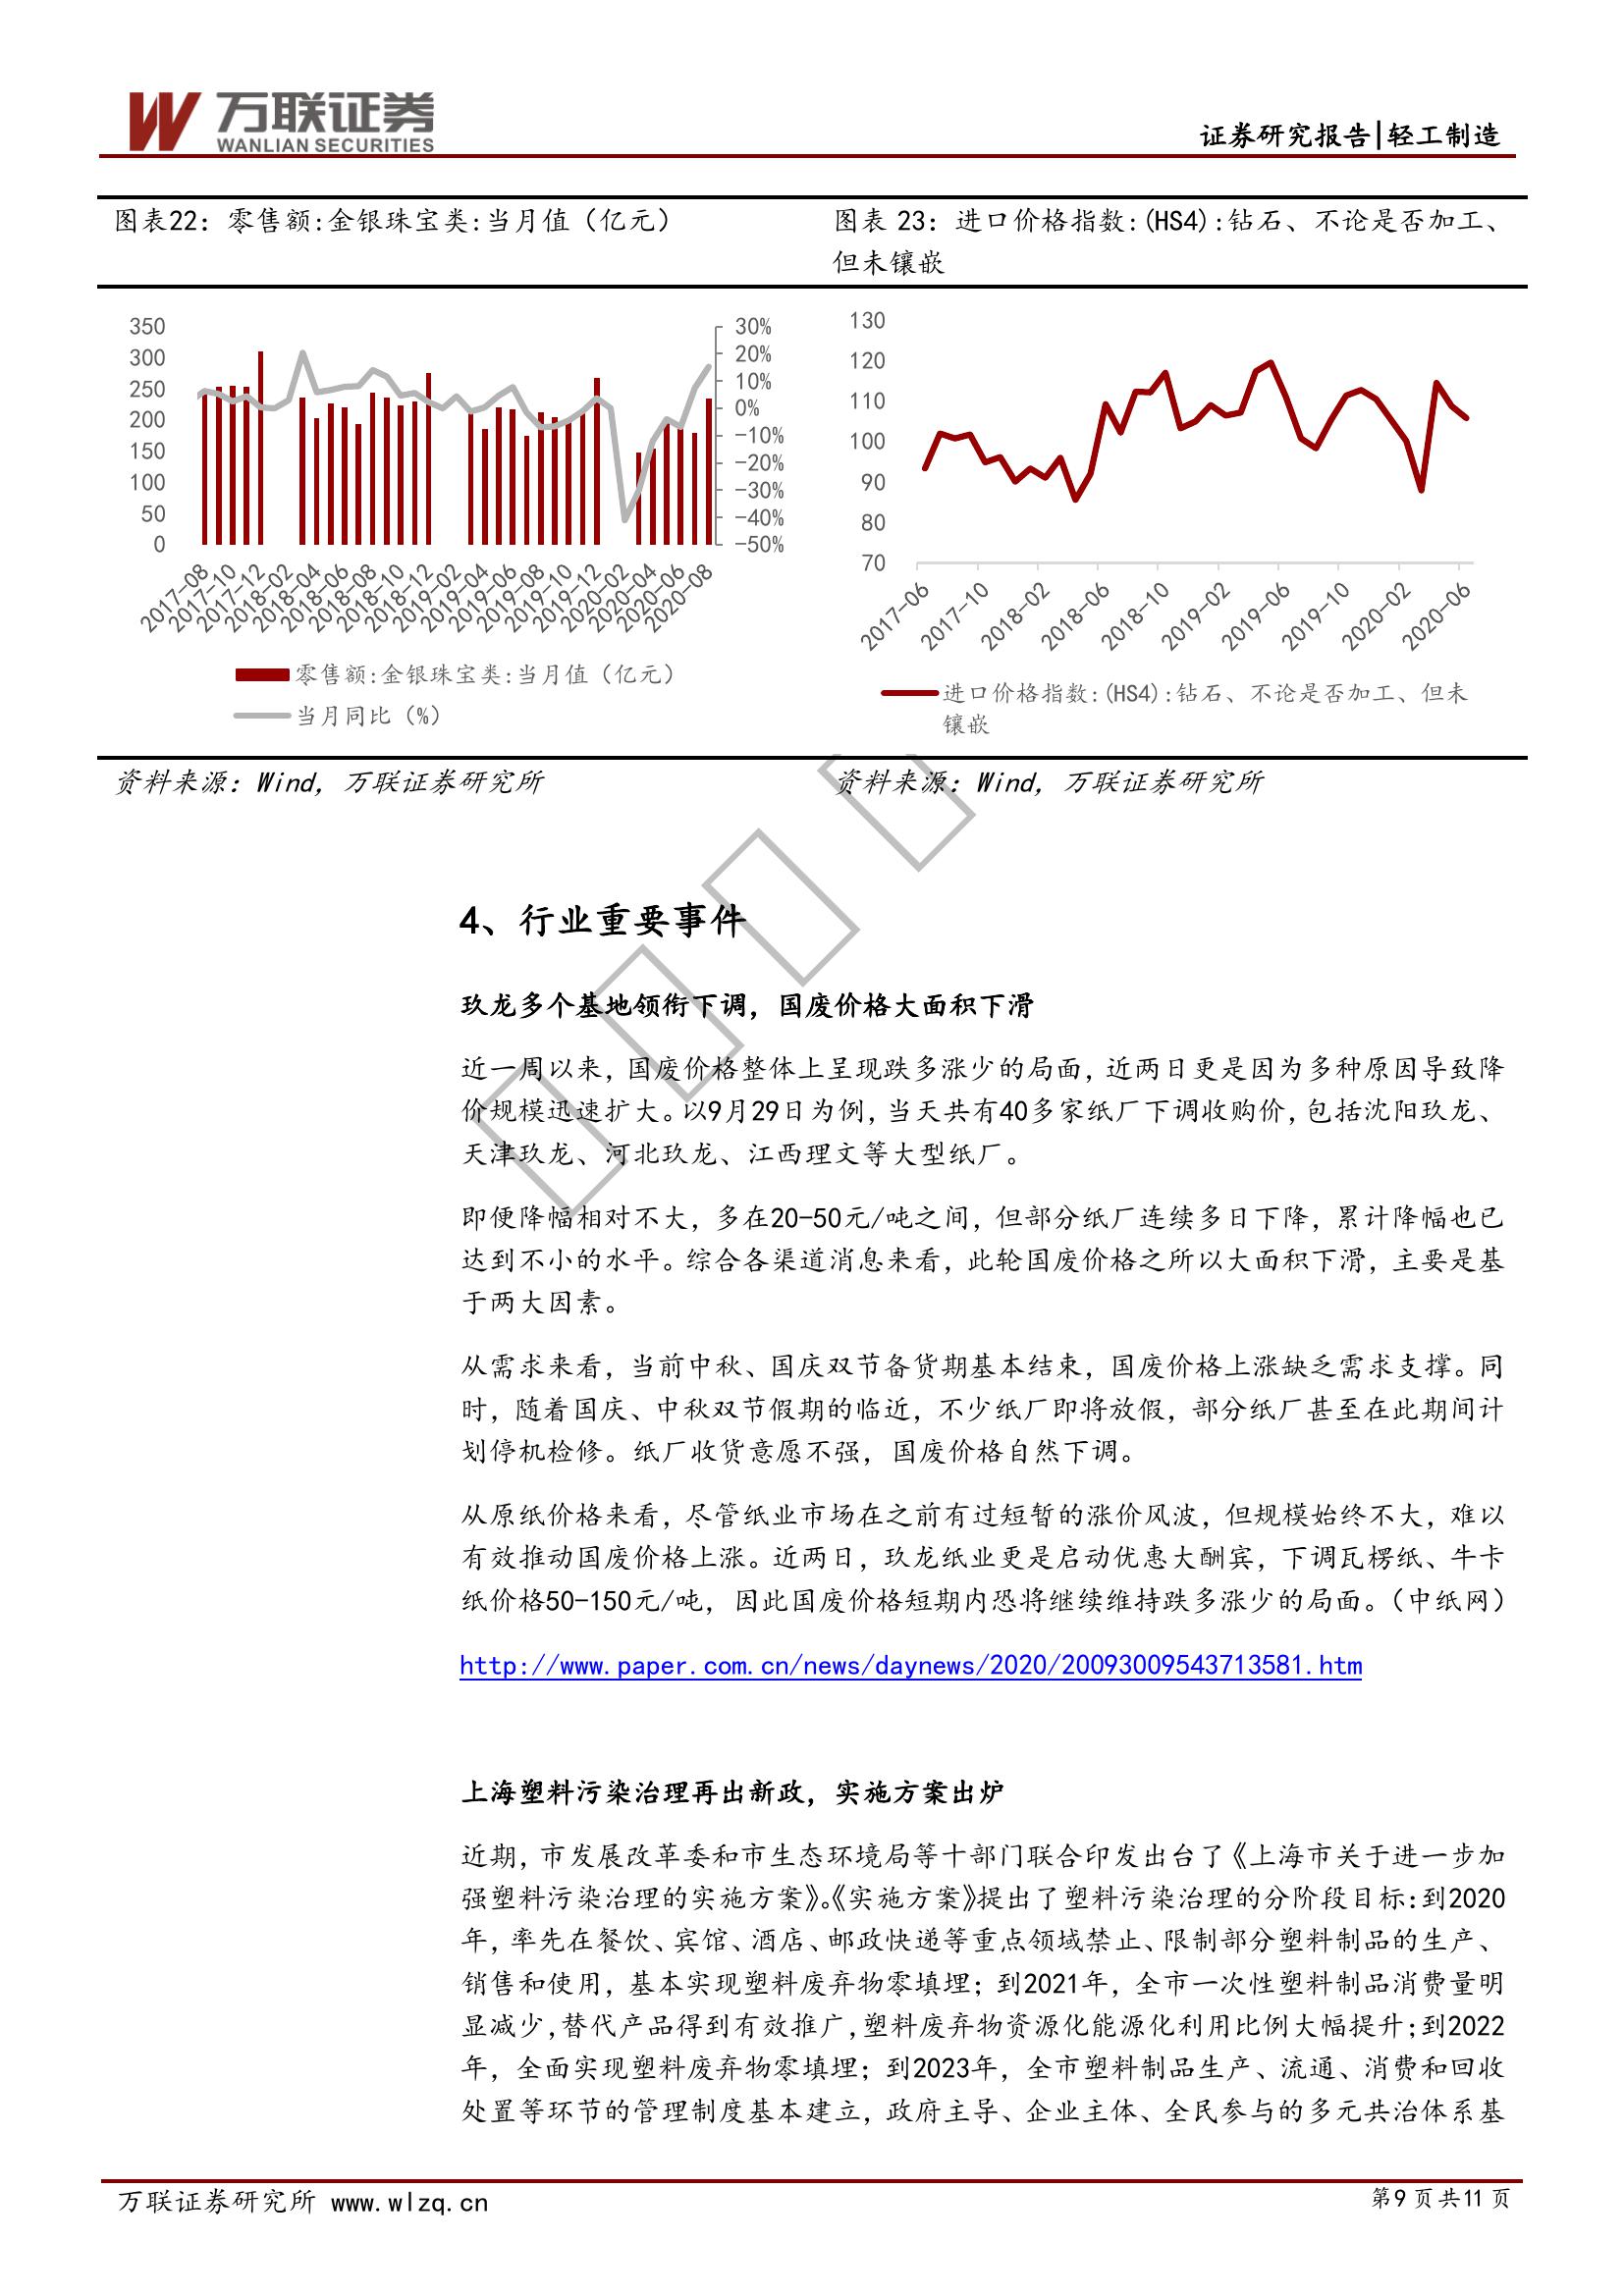 万联证券
WANLIAN SECURITIES
证券研究报告|轻工制造
图表22：零售额:金银珠宝类:当月值（亿元）
图表 23：进口价格指数:(HS4):钻石、不论是否加工、
但未镶嵌
350
300
250
200
150
100
50
0
30%
20%
10%
0%
-10%
-20%
-30%
-40%
-50%
2017-08
2017-10
2017-12
2018-02
2018-04
2018-06
2018-08
2018-10
2018-12
2019-02
2019-04
2019-06
2019-08
2019-10
2019-12
2020-02
2020-04
2020-06
2020-08
零售额:金银珠宝类:当月值（亿元）
当月同比（%）
130
120
110
100
90
80
70
2017-06
2017-10
2018-02
2018-06
2018-10
2019-02
2019-06
2019-10
2020-02
2020-06
进口价格指数:(HS4):钻石、不论是否加工、但未
镶嵌
资料来源：Wind，万联证券研究所
资料来源：Wind，万联证券研究所
4、行业重要事件
玖龙多个基地领衔下调，国废价格大面积下滑
近一周以来，国废价格整体上呈现跌多涨少的局面，近两日更是因为多种原因导致降
价规模迅速扩大。以9月29日为例，当天共有40多家纸厂下调收购价，包括沈阳玖龙、
天津玖龙、河北玖龙、江西理文等大型纸厂。
即便降幅相对不大，多在20-50元/吨之间，但部分纸厂连续多日下降，累计降幅也已
达到不小的水平。综合各渠道消息来看，此轮国废价格之所以大面积下滑，主要是基
于两大因素。
从需求来看，当前中秋、国庆双节备货期基本结束，国废价格上涨缺乏需求支撑。同
时，随着国庆、中秋双节假期的临近，不少纸厂即将放假，部分纸厂甚至在此期间计
划停机检修。纸厂收货意愿不强，国废价格自然下调。
从原纸价格来看，尽管纸业市场在之前有过短暂的涨价风波，但规模始终不大，难以
有效推动国废价格上涨。近两日，玖龙纸业更是启动优惠大酬宾，下调瓦楞纸、牛卡
纸价格50-150元/吨，因此国废价格短期内恐将继续维持跌多涨少的局面。（中纸网）
http://www.paper.com.cn/news/daynews/2020/20093009543713581.htm
上海塑料污染治理再出新政，实施方案出炉
近期，市发展改革委和市生态环境局等十部门联合印发出台了《上海市关于进一步加
强塑料污染治理的实施方案》。《实施方案》提出了塑料污染治理的分阶段目标：到2020
年，率先在餐饮、宾馆、酒店、邮政快递等重点领域禁止、限制部分塑料制品的生产、
销售和使用，基本实现塑料废弃物零填埋；到2021年，全市一次性塑料制品消费量明
显减少，替代产品得到有效推广，塑料废弃物资源化能源化利用比例大幅提升；到2022
年，全面实现塑料废弃物零填埋；到2023年，全市塑料制品生产、流通、消费和回收
处置等环节的管理制度基本建立，政府主导、企业主体、全民参与的多元共治体系基
万联证券研究所 www.wlzq.cn
第9页共11页